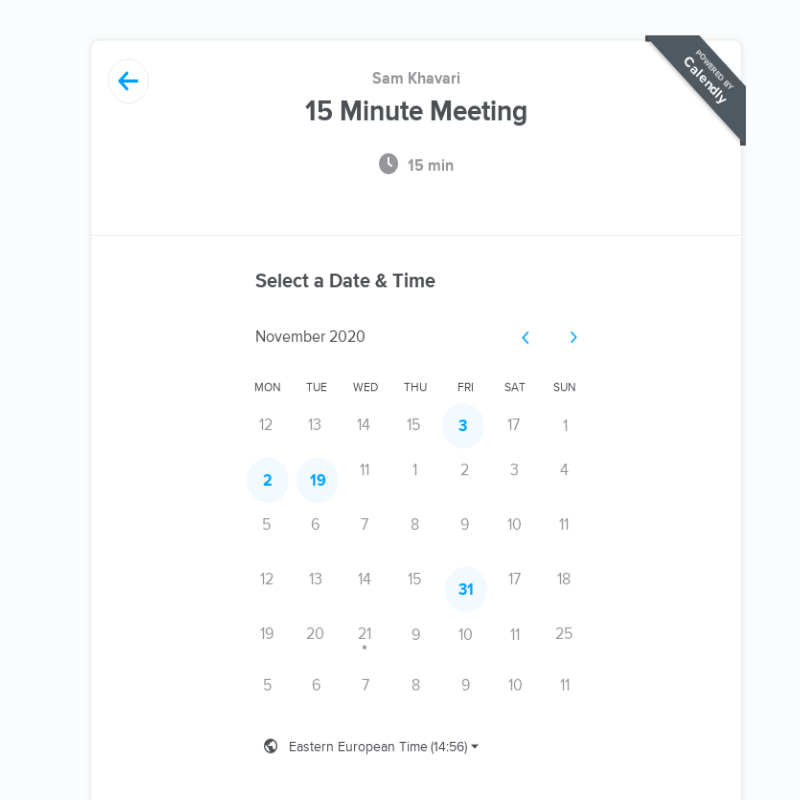 POWERED BY
Calendly
Sam Khavari
15 Minute Meeting
15 min
Select a Date & Time
November 2020
MON TUE WED THU FRI SAT SUN
12 13 14 15 3 17 1
2 19 11 1 2 3 4
5 6 7 8 9 10 11
12 13 14 15 31 17 18
19 20 21 9 10 11 25
5 6 7 8 9 10 11
Eastern European Time (14:56)